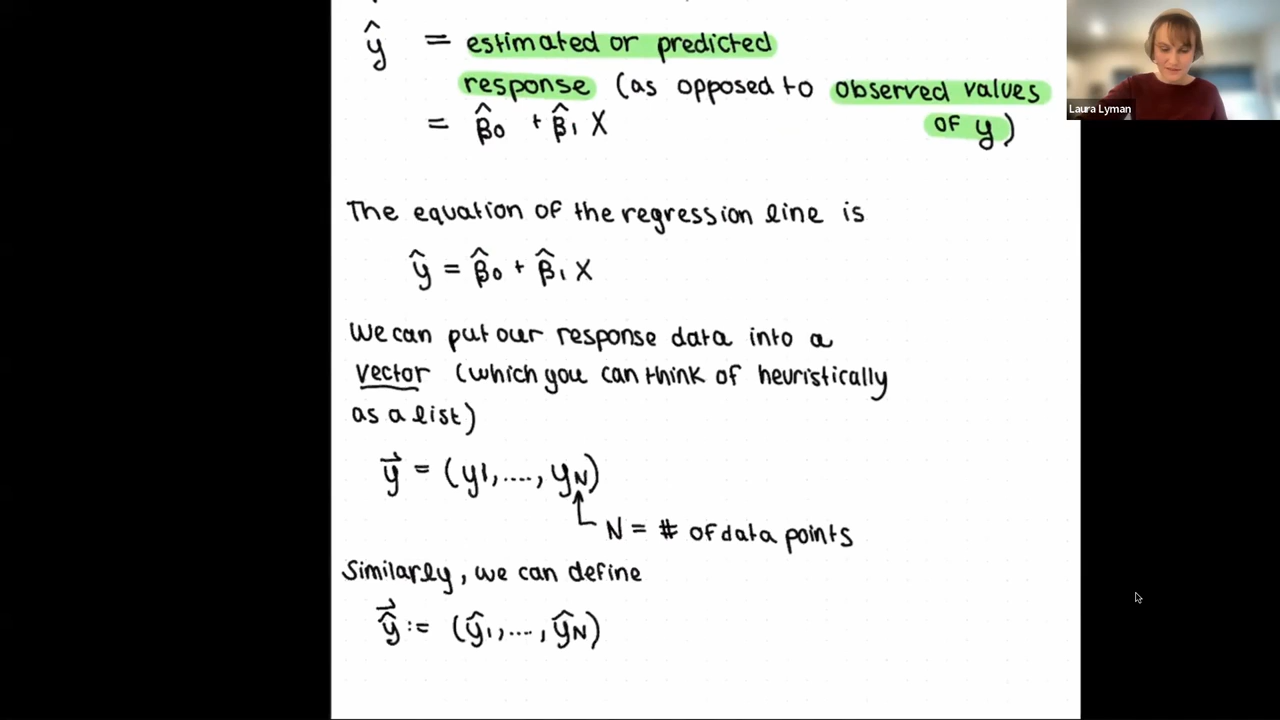 ŷ = estimated or predicted
response (as opposed to observed values
= β̂0 + β̂1 X of y)
Laura Lyman
The equation of the regression line is
ŷ = β̂0 + β̂1 X
We can put our response data into a
vector (which you can think of heuristically
as a list)
y⃗ = (y1,....,yN)
N = # of data points
Similarly, we can define
ŷ⃗ := (ŷ1,....,ŷN)